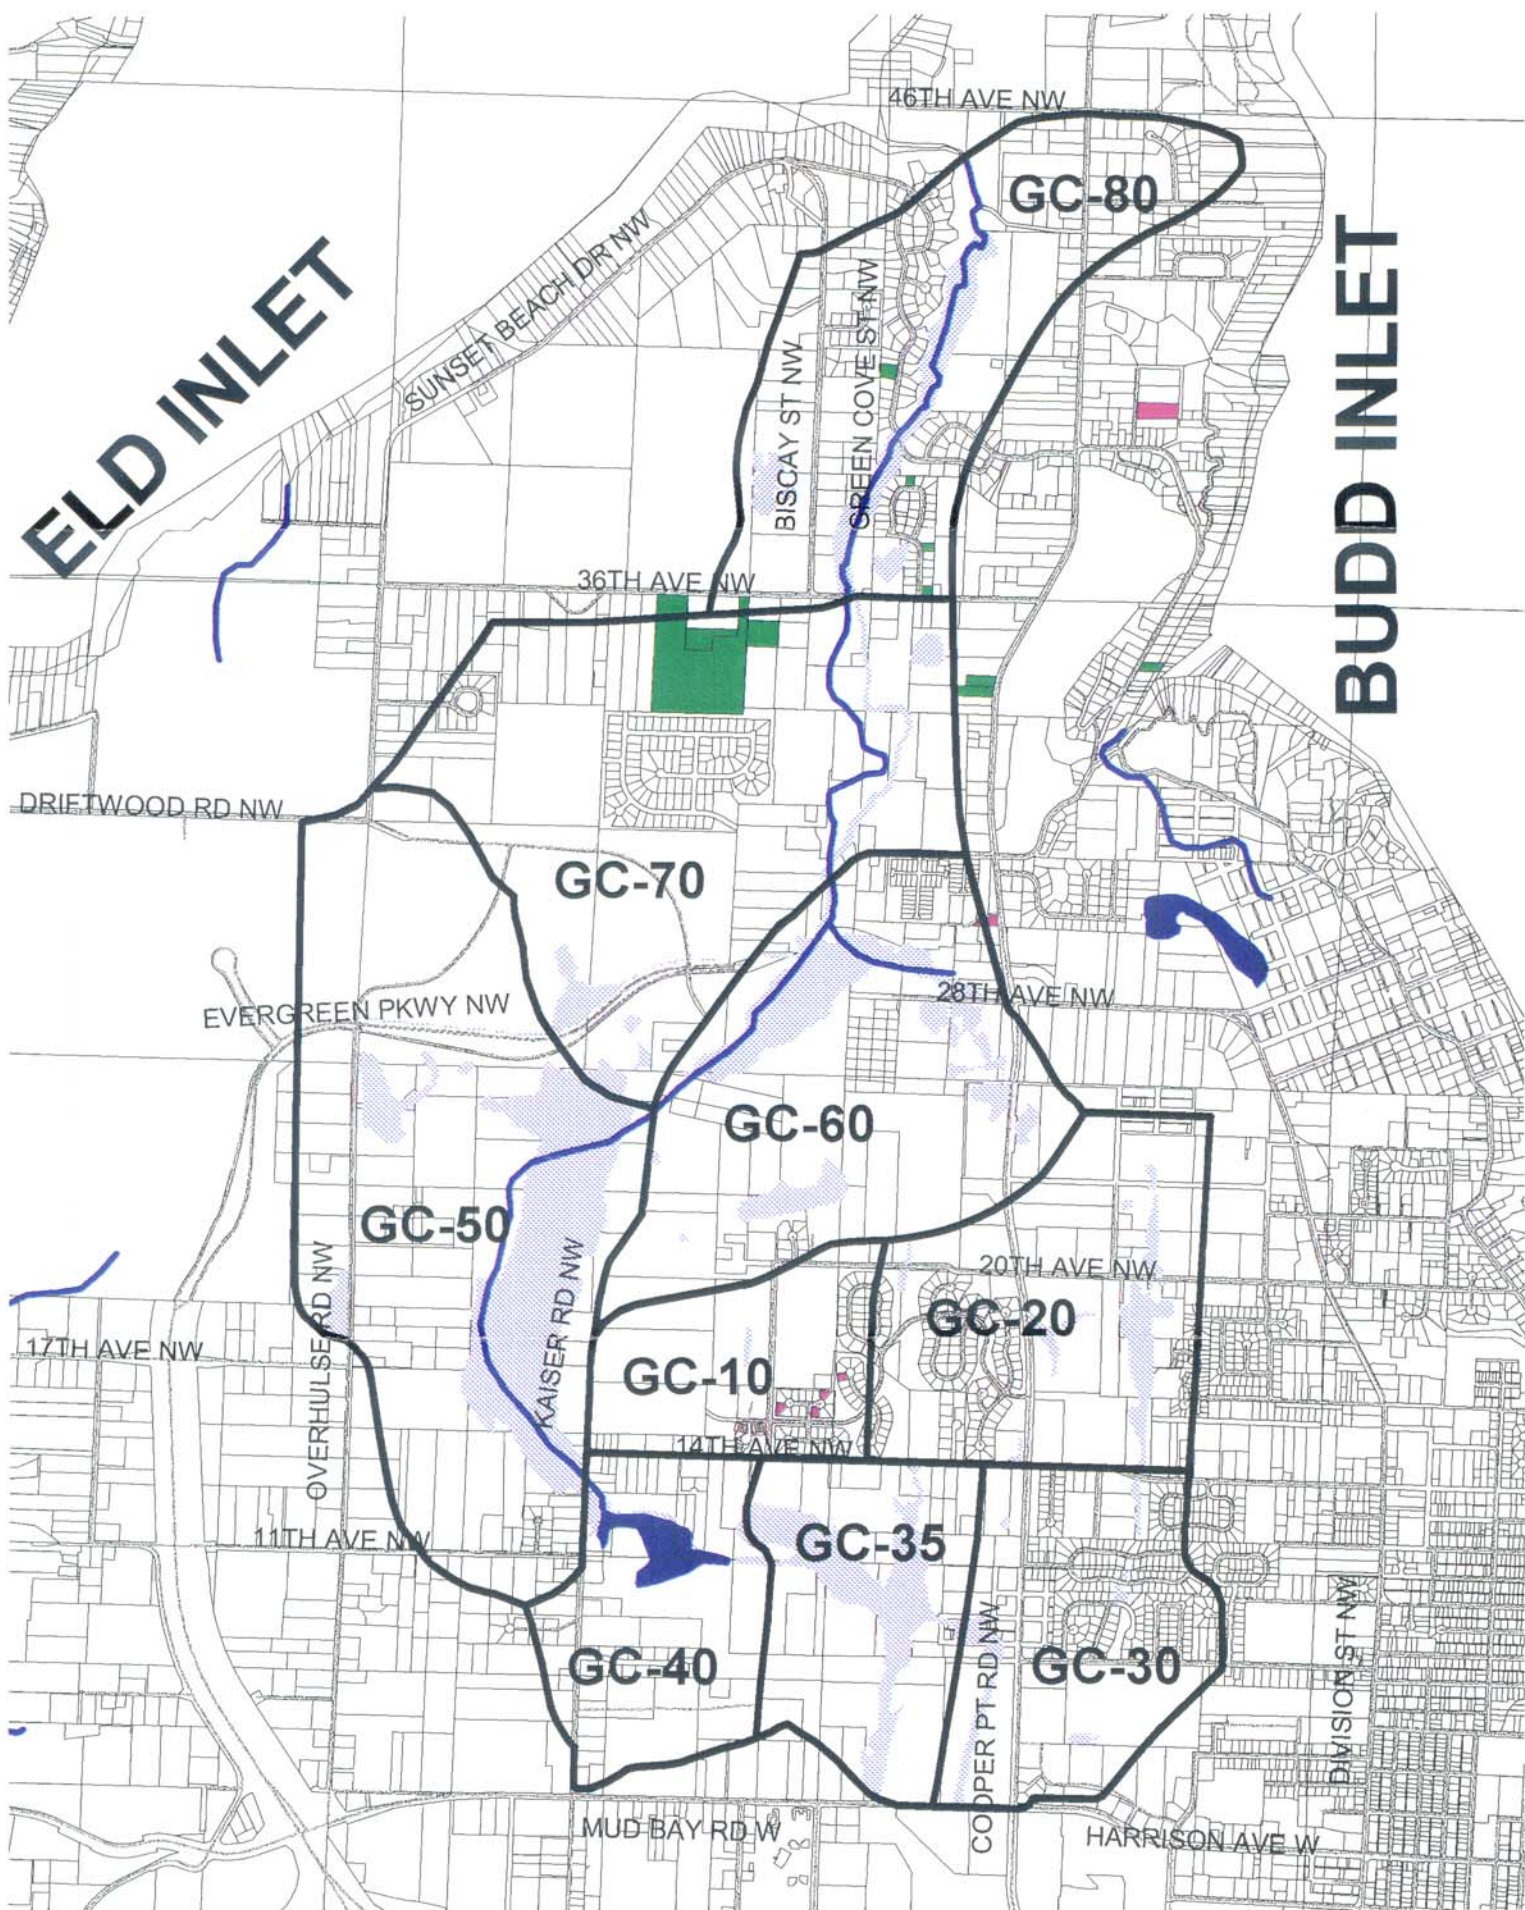 46TH AVE NW
GC-80
ELD INLET
SUNSET BEACH DR NW
BUDD INLET
BISCAY ST NW
GREEN COVE ST NW
36TH AVE NW
DRIFTWOOD RD NW
GC-70
EVERGREEN PKWY NW
28TH AVE NW
GC-60
GC-50
20TH AVE NW
GC-20
OVERHULSE RD NW
KAISER RD NW
17TH AVE NW
GC-10
14TH AVE NW
11TH AVE NW
GC-35
GC-40
COOPER PT RD NW
GC-30
DIVISION ST NW
MUD BAY RD W
HARRISON AVE W